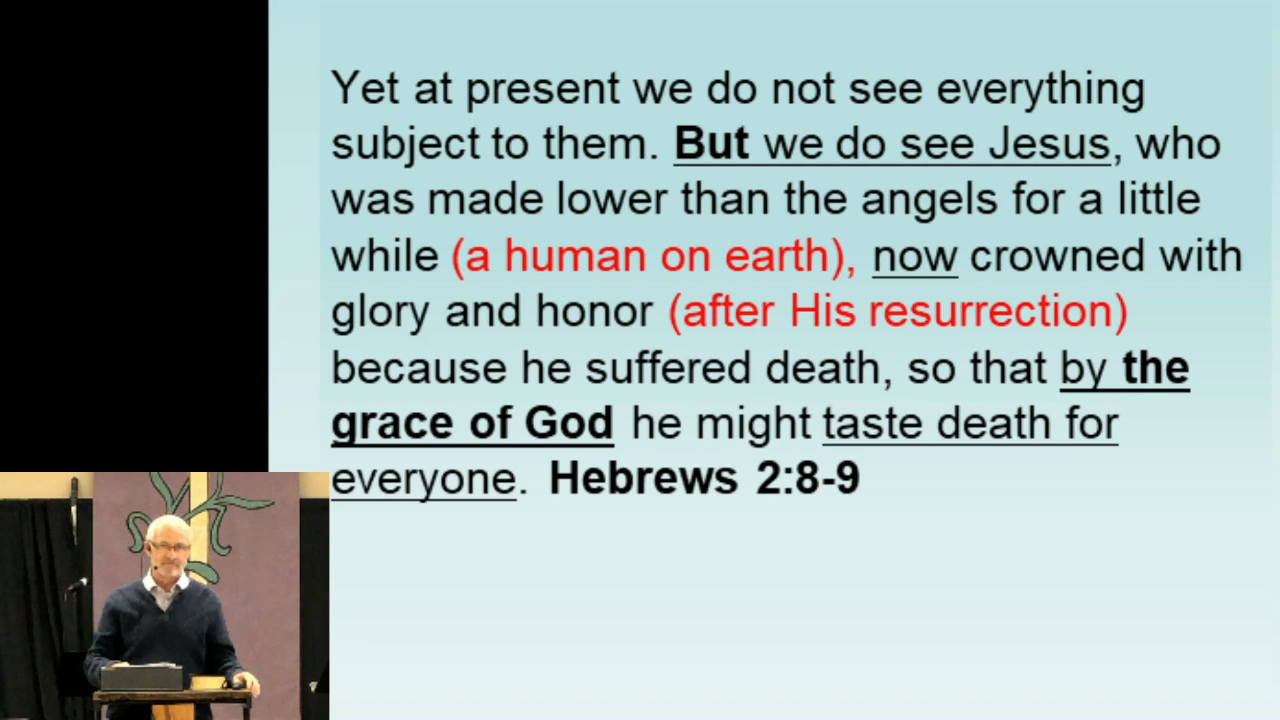 Yet at present we do not see everything
subject to them. But we do see Jesus, who
was made lower than the angels for a little
while (a human on earth), now crowned with
glory and honor (after His resurrection)
because he suffered death, so that by the
grace of God he might taste death for
everyone. Hebrews 2:8-9